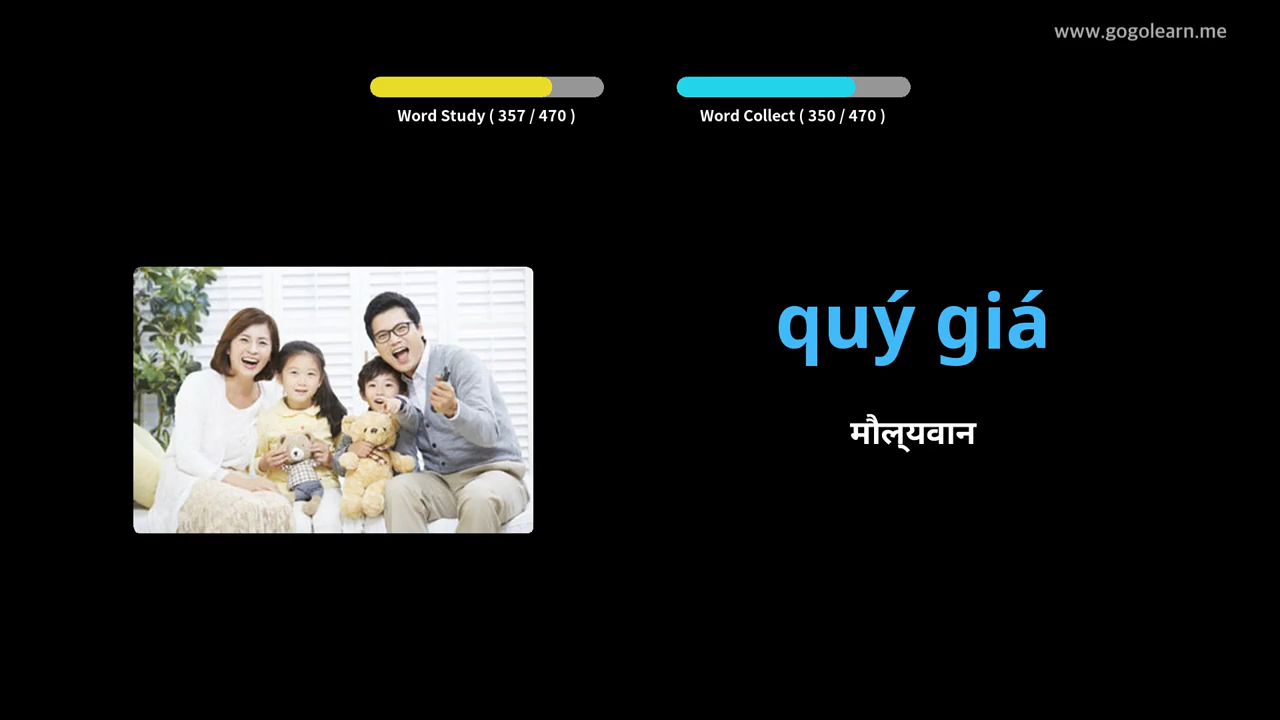 www.gogolearn.me
Word Study ( 357 / 470 )
Word Collect ( 350 / 470 )
quý giá
मौल्यवान